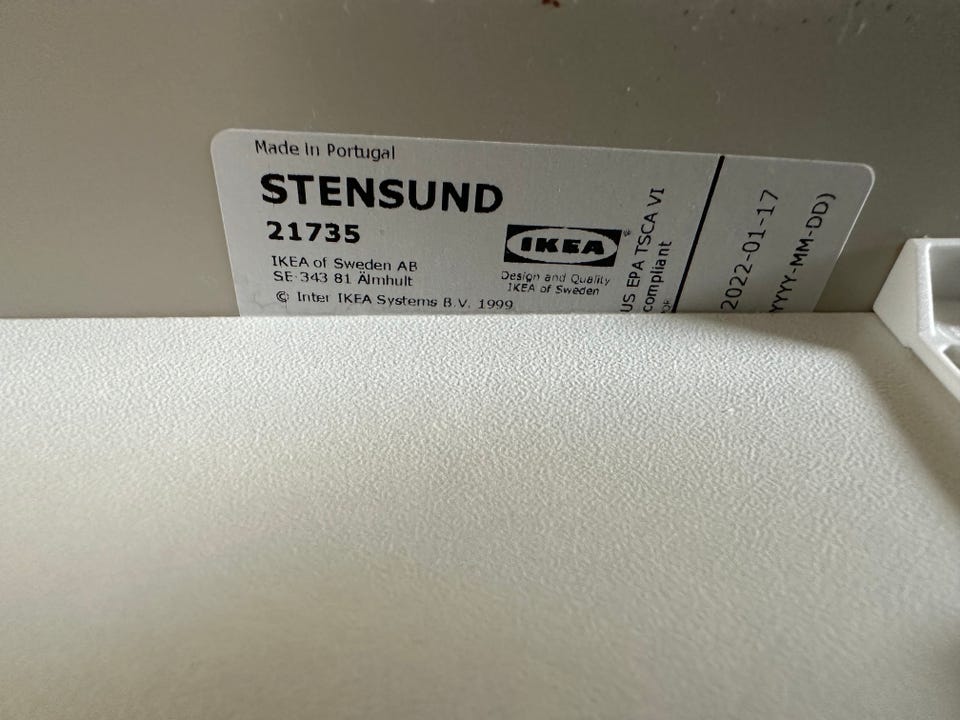 Made in Portugal
STENSUND
21735
IKEA of Sweden AB
SE-343 81 Älmhult
© Inter IKEA Systems B.V. 1999
IKEA®
Design and Quality
IKEA of Sweden
US EPA TSCA VI
compliant
2022-01-17
YYYY-MM-DD)